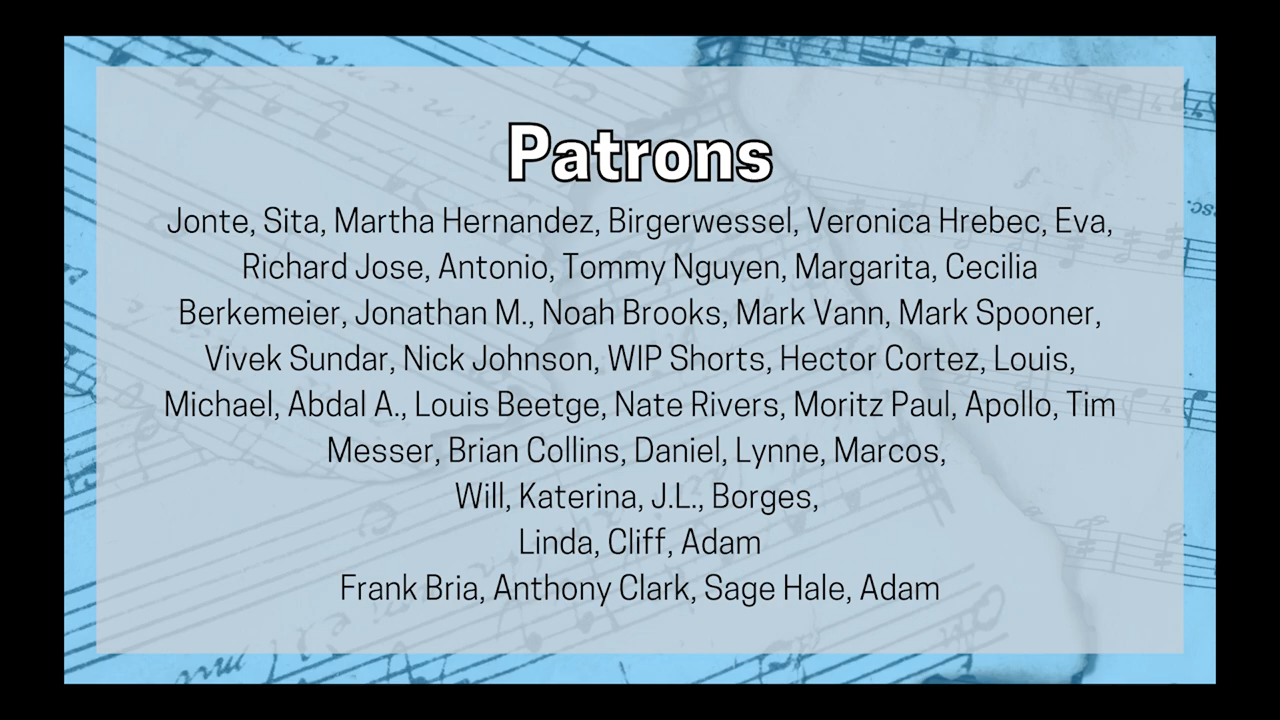 Patrons
Jonte, Sita, Martha Hernandez, Birgerwessel, Veronica Hrebec, Eva,
Richard Jose, Antonio, Tommy Nguyen, Margarita, Cecilia
Berkemeier, Jonathan M., Noah Brooks, Mark Vann, Mark Spooner,
Vivek Sundar, Nick Johnson, WIP Shorts, Hector Cortez, Louis,
Michael, Abdal A., Louis Beetge, Nate Rivers, Moritz Paul, Apollo, Tim
Messer, Brian Collins, Daniel, Lynne, Marcos,
Will, Katerina, J.L., Borges,
Linda, Cliff, Adam
Frank Bria, Anthony Clark, Sage Hale, Adam